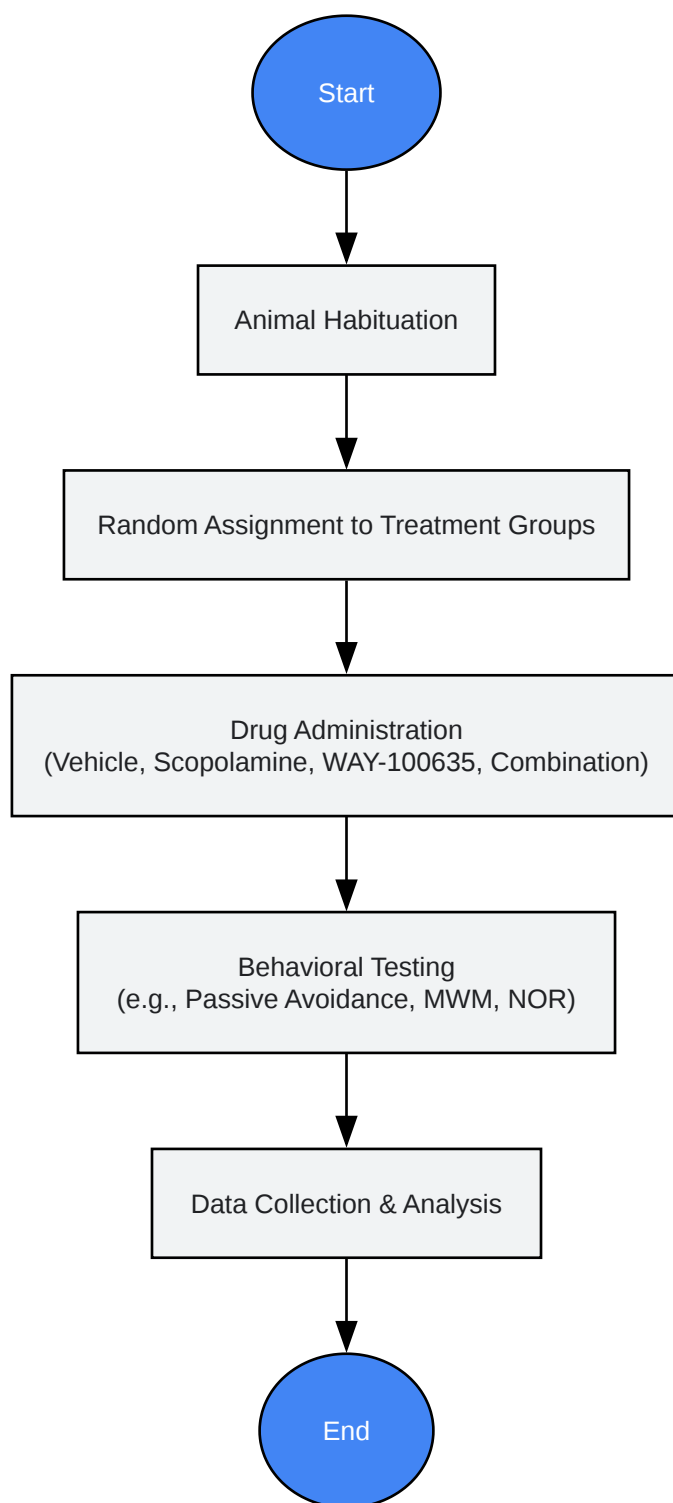 Start
Animal Habituation
Random Assignment to Treatment Groups
Drug Administration
(Vehicle, Scopolamine, WAY-100635, Combination)
Behavioral Testing
(e.g., Passive Avoidance, MWM, NOR)
Data Collection & Analysis
End